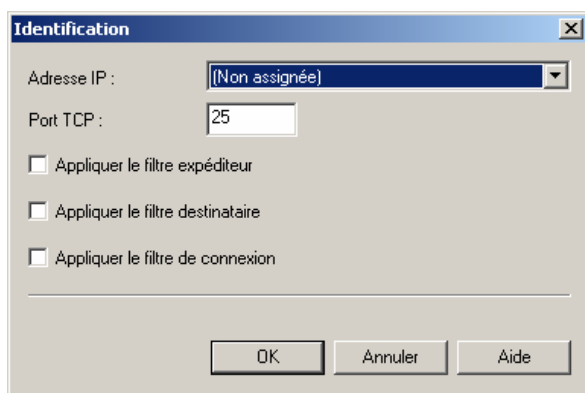 Identification
Adresse IP : (Non assignée)
Port TCP : 25
Appliquer le filtre expéditeur
Appliquer le filtre destinataire
Appliquer le filtre de connexion
OK Annuler Aide